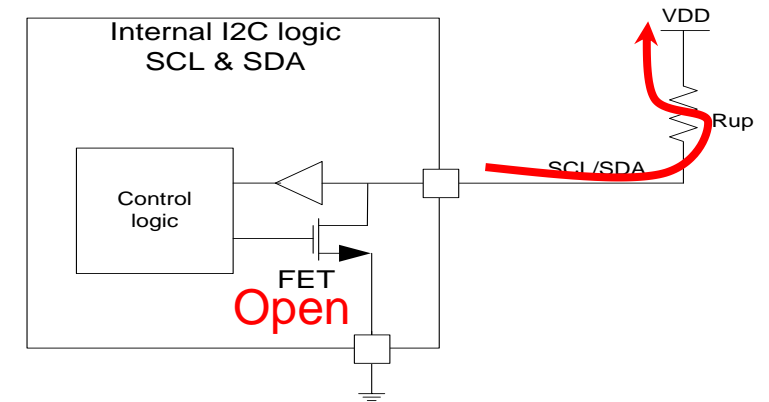 Internal I2C logic
SCL & SDA
VDD
Rup
SCL/SDA
Control
logic
FET
Open